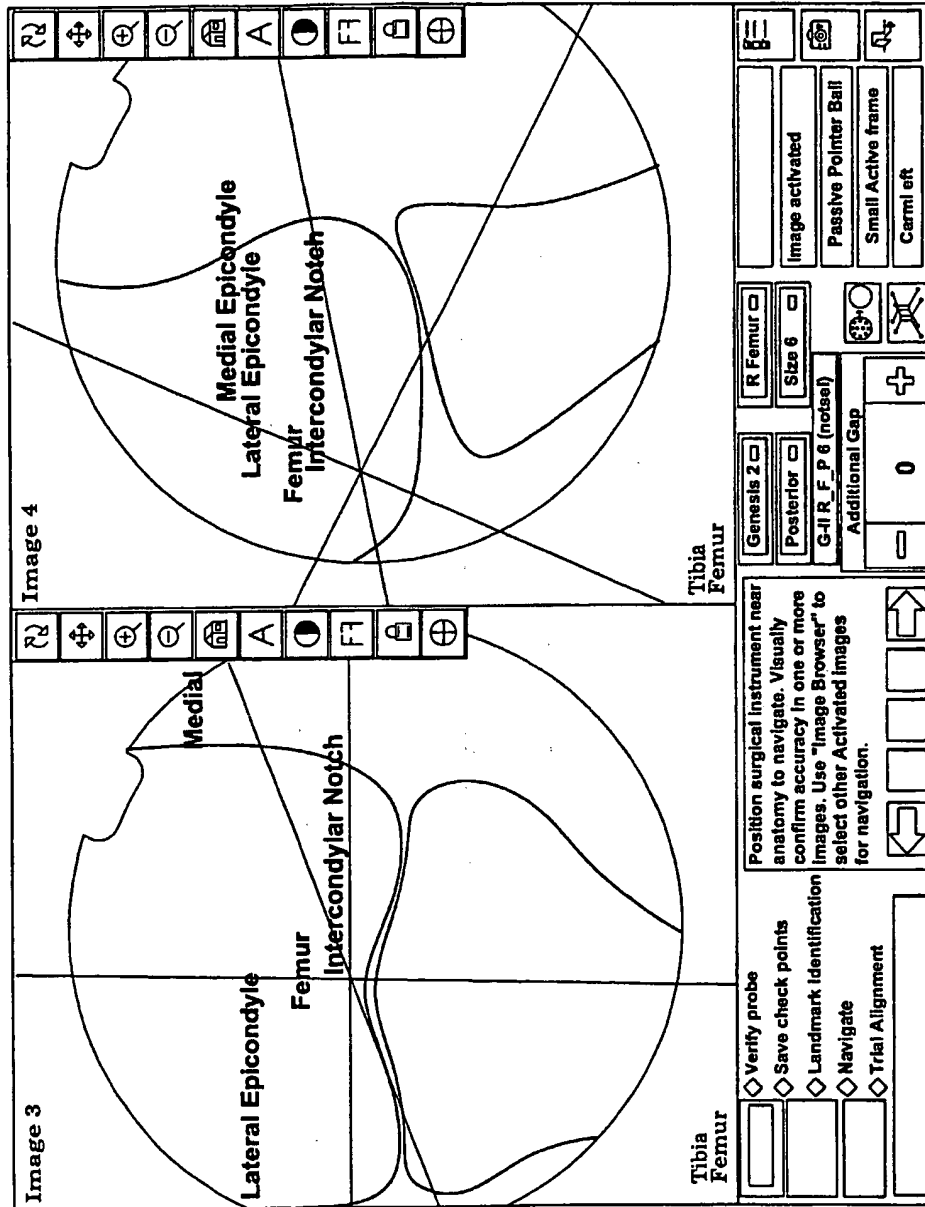 Image 3
Lateral Epicondyle
Femur
Intercondylar Notch
Medial
Tibia
Femur
A
Image 4
Medial Epicondyle
Lateral Epicondyle
Femur
Intercondylar Notch
Tibia
Femur
A
Verify probe
Save check points
Landmark Identification
Navigate
Trial Alignment
Position surgical instrument near
anatomy to navigate. Visually
confirm accuracy in one or more
images. Use "Image Browser" to
select other Activated images
for navigation.
Genesis 2
R Femur
Posterior
Size 6
G-II R_F_P 6 (notsel)
Additional Gap
0
Image activated
Passive Pointer Ball
Small Active frame
Carml eft